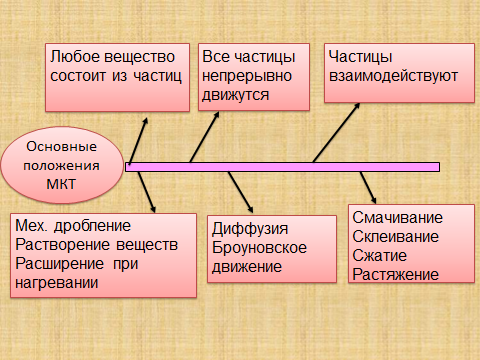 Любое вещество
состоит из частиц
Все частицы
непрерывно
движутся
Частицы
взаимодействуют
Основные
положения
МКТ
Мех. дробление
Растворение веществ
Расширение при
нагревании
Диффузия
Броуновское
движение
Смачивание
Склеивание
Сжатие
Растяжение